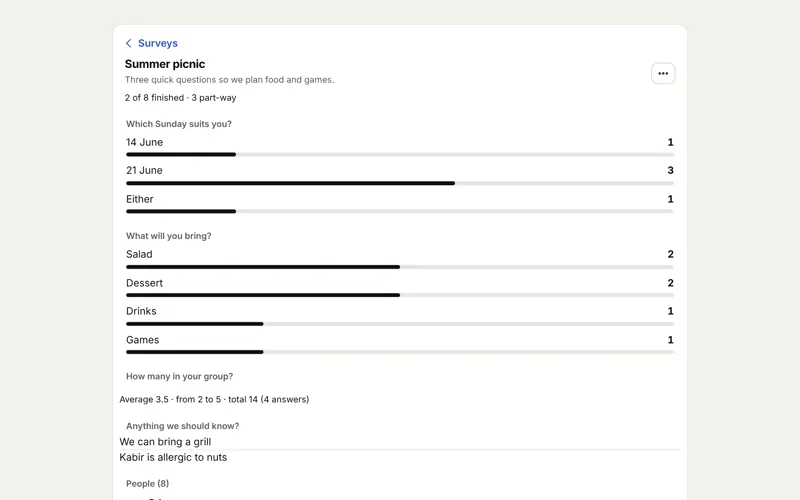 Surveys
Summer picnic
Three quick questions so we plan food and games.
2 of 8 finished · 3 part-way
Which Sunday suits you?
14 June 1
21 June 3
Either 1
What will you bring?
Salad 2
Dessert 2
Drinks 1
Games 1
How many in your group?
Average 3.5 · from 2 to 5 · total 14 (4 answers)
Anything we should know?
We can bring a grill
Kabir is allergic to nuts
People (8)